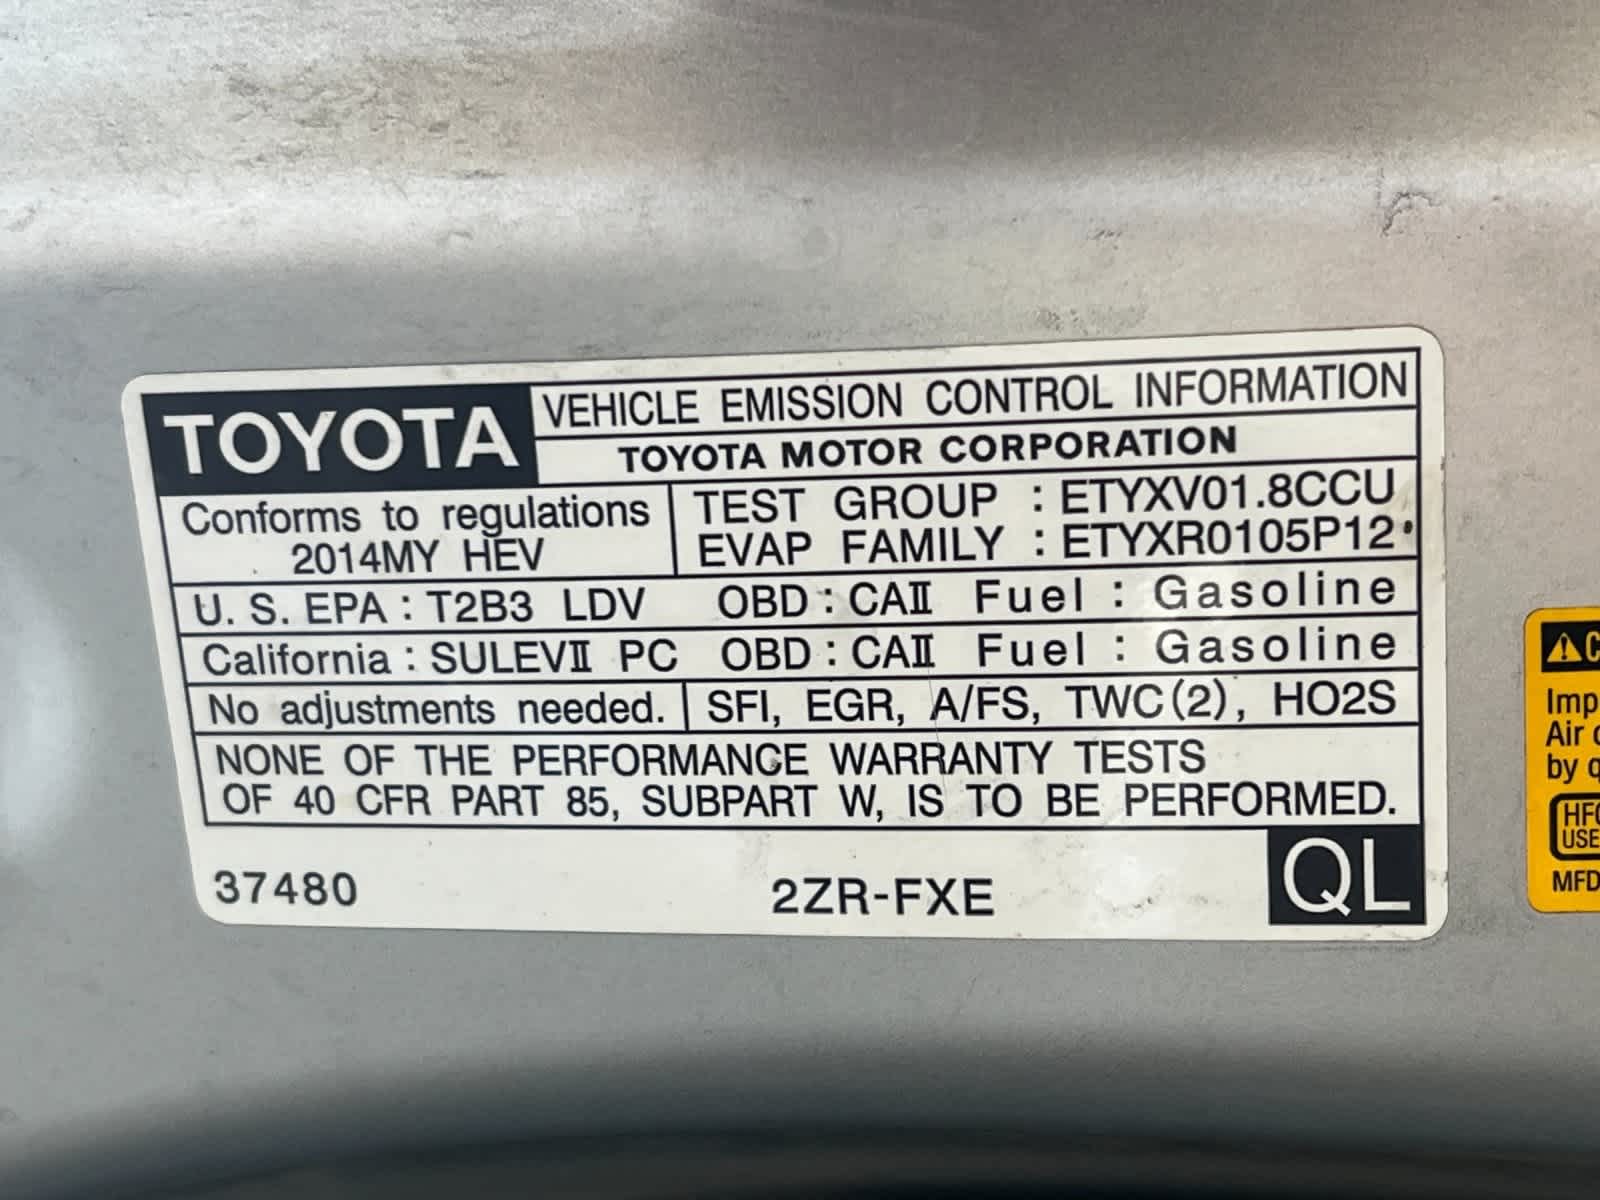 TOYOTA
VEHICLE EMISSION CONTROL INFORMATION
TOYOTA MOTOR CORPORATION
Conforms to regulations
2014MY HEV
TEST GROUP : ETYXV01.8CCU
EVAP FAMILY : ETYXR0105P12
U. S. EPA : T2B3 LDV OBD : CAⅡ Fuel : Gasoline
California : SULEVⅡ PC OBD : CAⅡ Fuel : Gasoline
No adjustments needed. SFI, EGR, A/FS, TWC(2), HO2S
NONE OF THE PERFORMANCE WARRANTY TESTS
OF 40 CFR PART 85, SUBPART W, IS TO BE PERFORMED.
37480 2ZR-FXE QL
Air
by
MFD